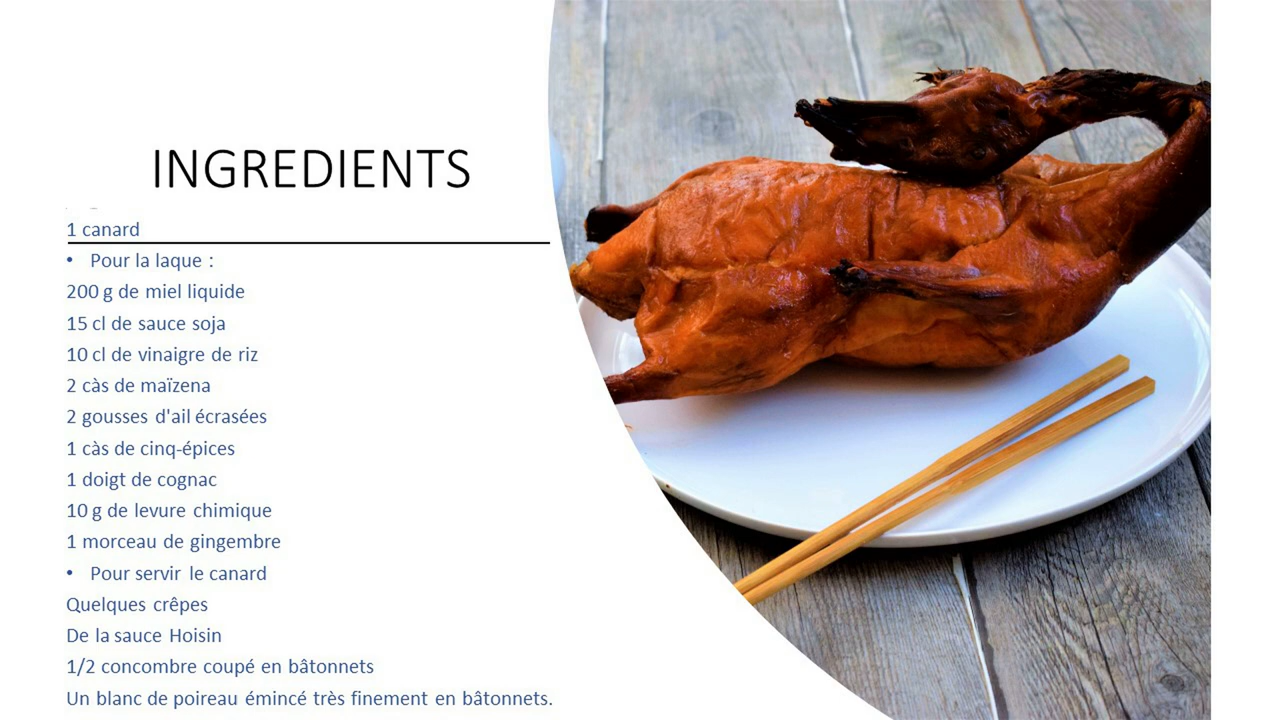 INGREDIENTS
1 canard
• Pour la laque :
200 g de miel liquide
15 cl de sauce soja
10 cl de vinaigre de riz
2 càs de maïzena
2 gousses d'ail écrasées
1 càs de cinq-épices
1 doigt de cognac
10 g de levure chimique
1 morceau de gingembre
• Pour servir le canard
Quelques crêpes
De la sauce Hoisin
1/2 concombre coupé en bâtonnets
Un blanc de poireau émincé très finement en bâtonnets.